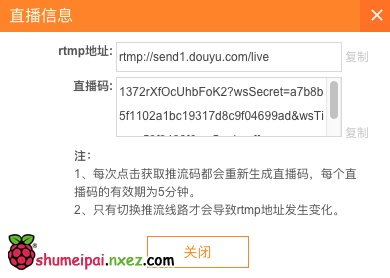 直播信息
rtmp地址:
rtmp://send1.douyu.com/live
复制
直播码:
1372rXfOcUhbFoK2?wsSecret=a7b8b
5f1102a1bc19317d8c9f04699ad&wsTi
复制
注:
1、每次点击获取推流码都会重新生成直播码，每个直
播码的有效期为5分钟。
2、只有切换推流线路才会导致rtmp地址发生变化。
关闭
shumeipai.nxez.com